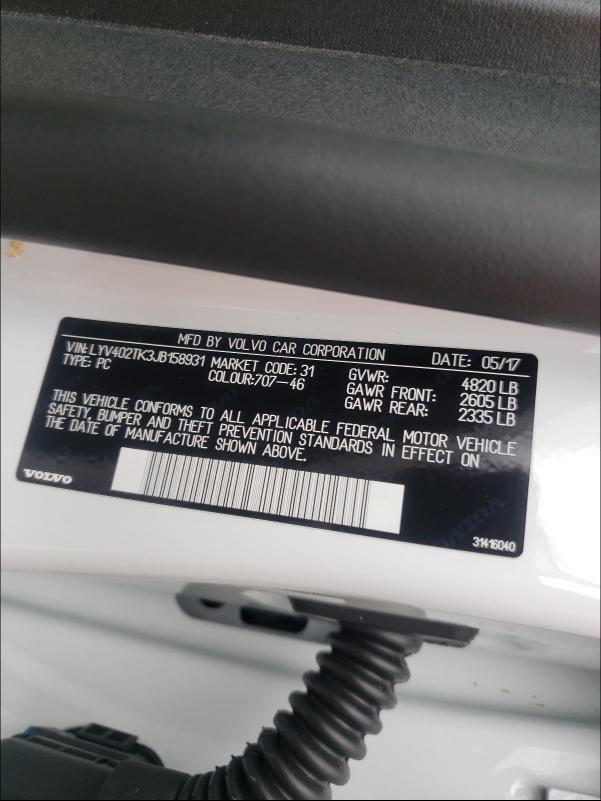 MFD BY VOLVO CAR CORPORATION DATE: 05/17
VIN: LYV402TK3JB158931 MARKET CODE: 31 GVWR: 4820 LB
TYPE: PC COLOUR:707-46 GAWR FRONT: 2605 LB
GAWR REAR: 2335 LB
THIS VEHICLE CONFORMS TO ALL APPLICABLE FEDERAL MOTOR VEHICLE
SAFETY, BUMPER AND THEFT PREVENTION STANDARDS IN EFFECT ON
THE DATE OF MANUFACTURE SHOWN ABOVE.
VOLVO
31416040